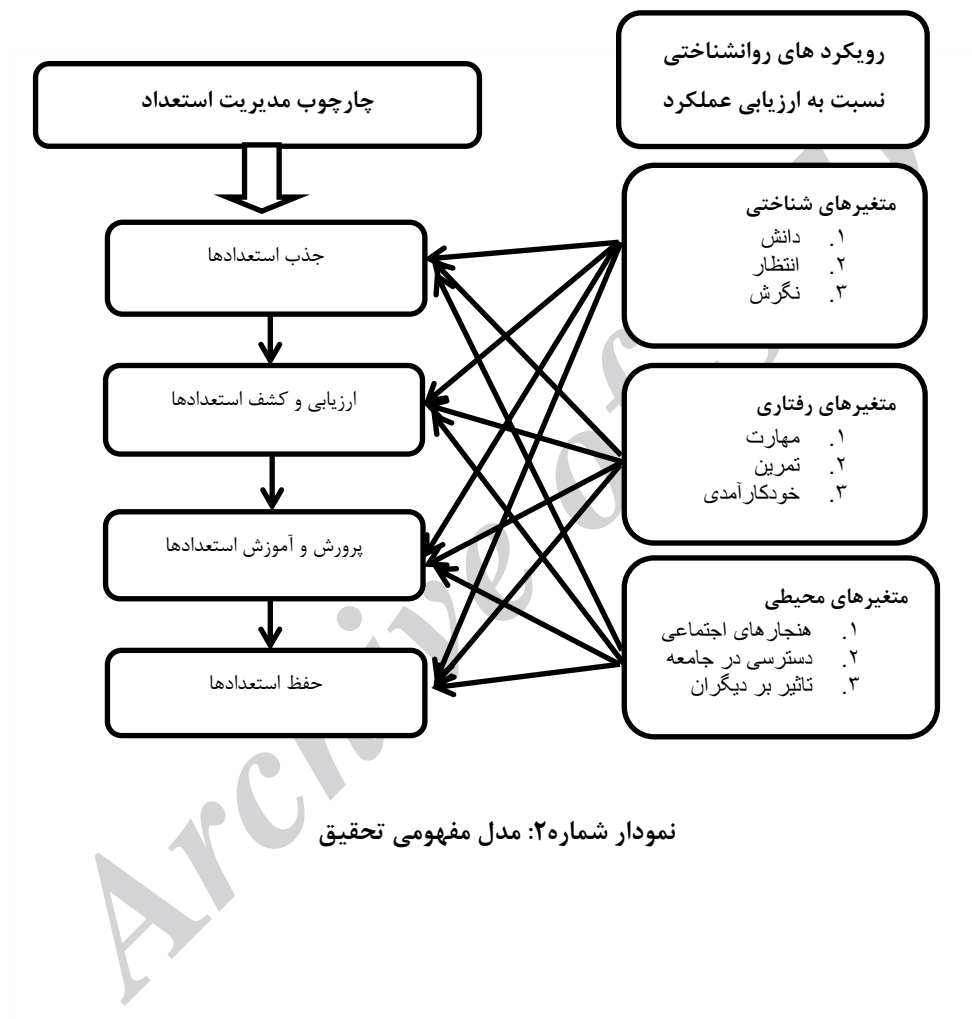 رویکرد های روانشناختی
نسبت به ارزیابی عملکرد
چارچوب مدیریت استعداد
متغیرهای شناختی
۱. دانش
۲. انتظار
۳. نگرش
متغیرهای رفتاری
۱. مهارت
۲. تمرین
۳. خودکارآمدی
متغیرهای محیطی
۱. هنجارهای اجتماعی
۲. دسترسی در جامعه
۳. تاثیر بر دیگران
جذب استعدادها
ارزیابی و کشف استعدادها
پرورش و آموزش استعدادها
حفظ استعدادها
نمودار شماره۲: مدل مفهومی تحقیق
Archive of